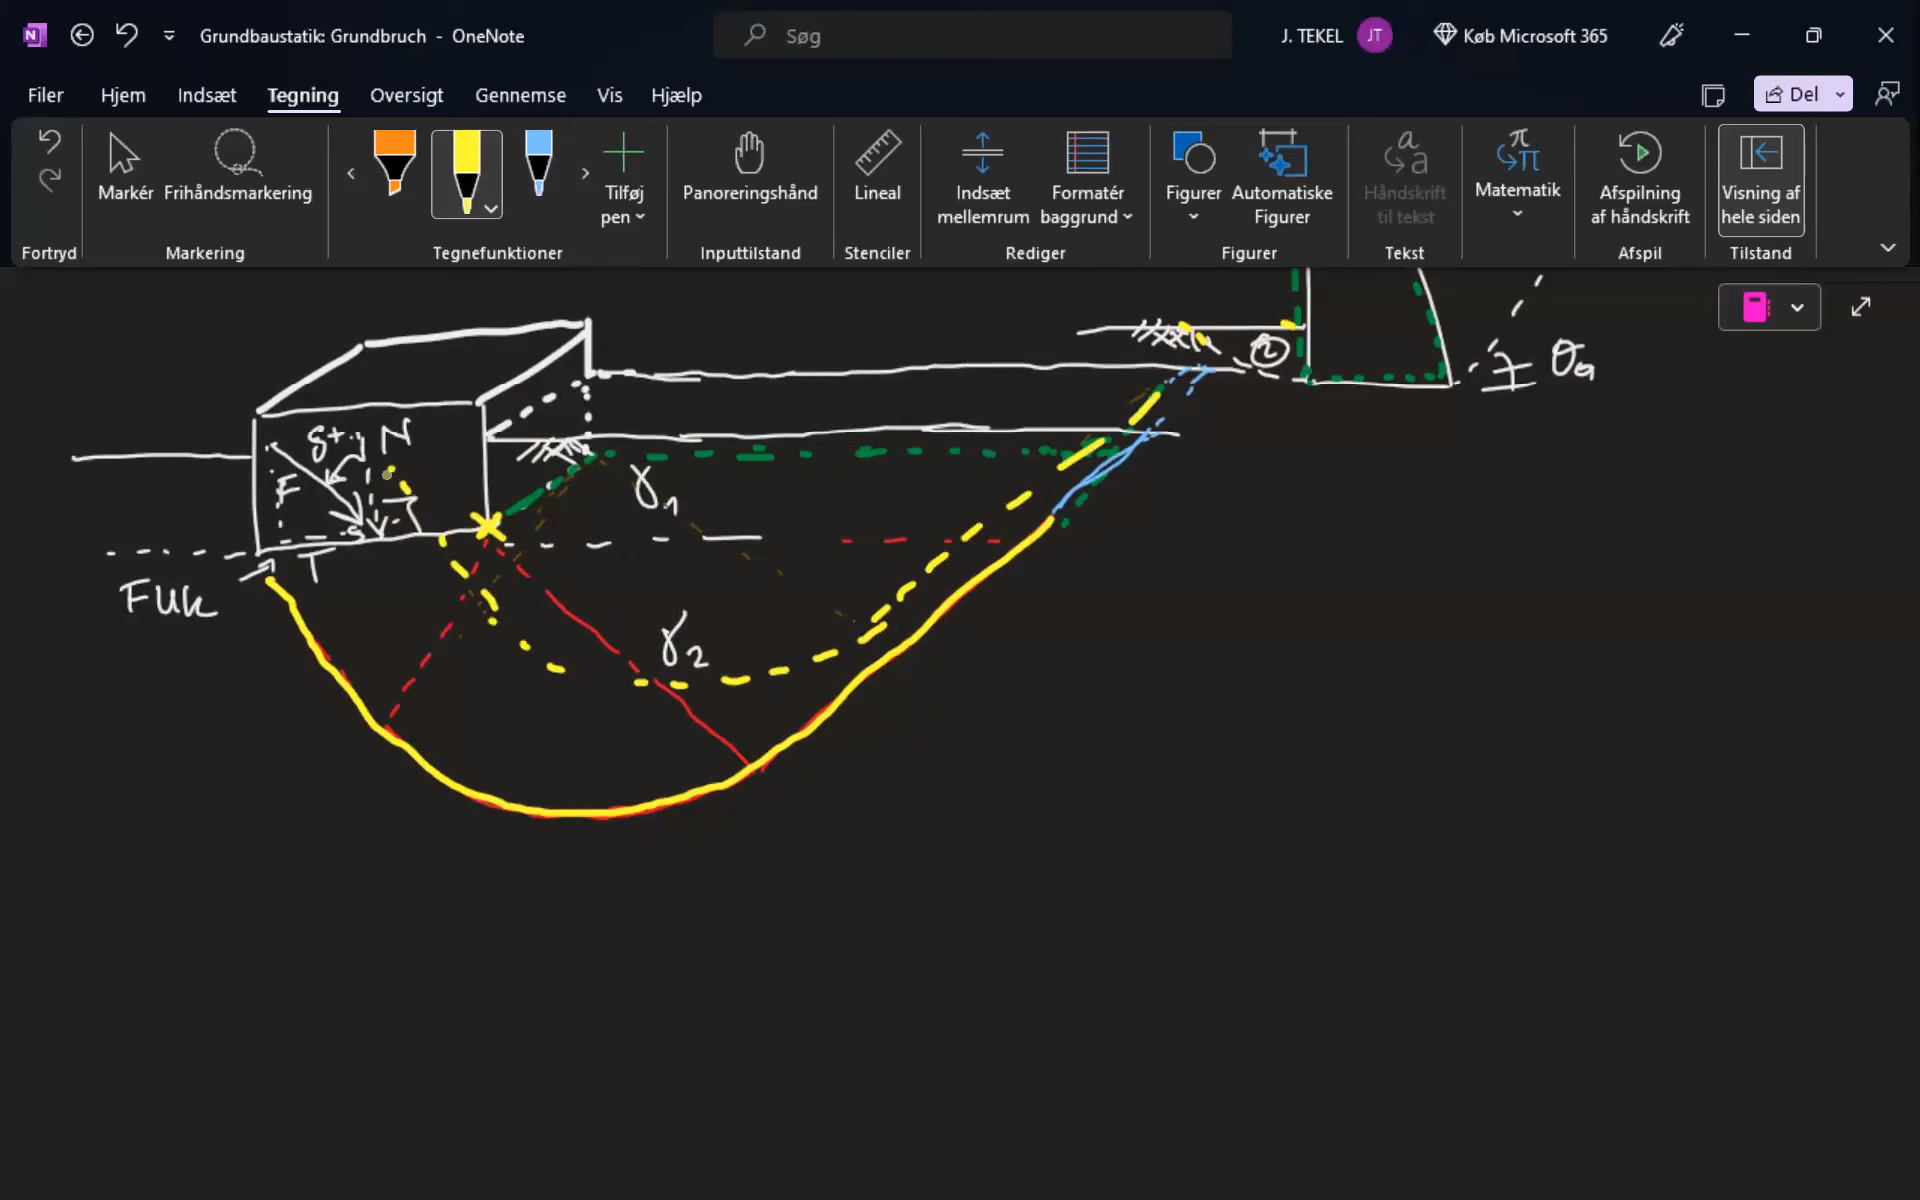 Grundbaustatik: Grundbruch - OneNote
Søg
J. TEKEL
JT
Køb Microsoft 365
Filer
Hjem
Indsæt
Tegning
Oversigt
Gennemse
Vis
Hjælp
Del
Markér
Frihåndsmarkering
Tilføj
pen
Panoreringshånd
Lineal
Indsæt
mellemrum
Formatér
baggrund
Figurer
Automatiske
Figurer
Håndskrift
til tekst
Matematik
Afspilning
af håndskrift
Visning af
hele siden
Fortryd
Markering
Tegnefunktioner
Inputtilstand
Stenciler
Rediger
Figurer
Tekst
Afspil
Tilstand
2
N
F
γ1
T
FUK
γ2